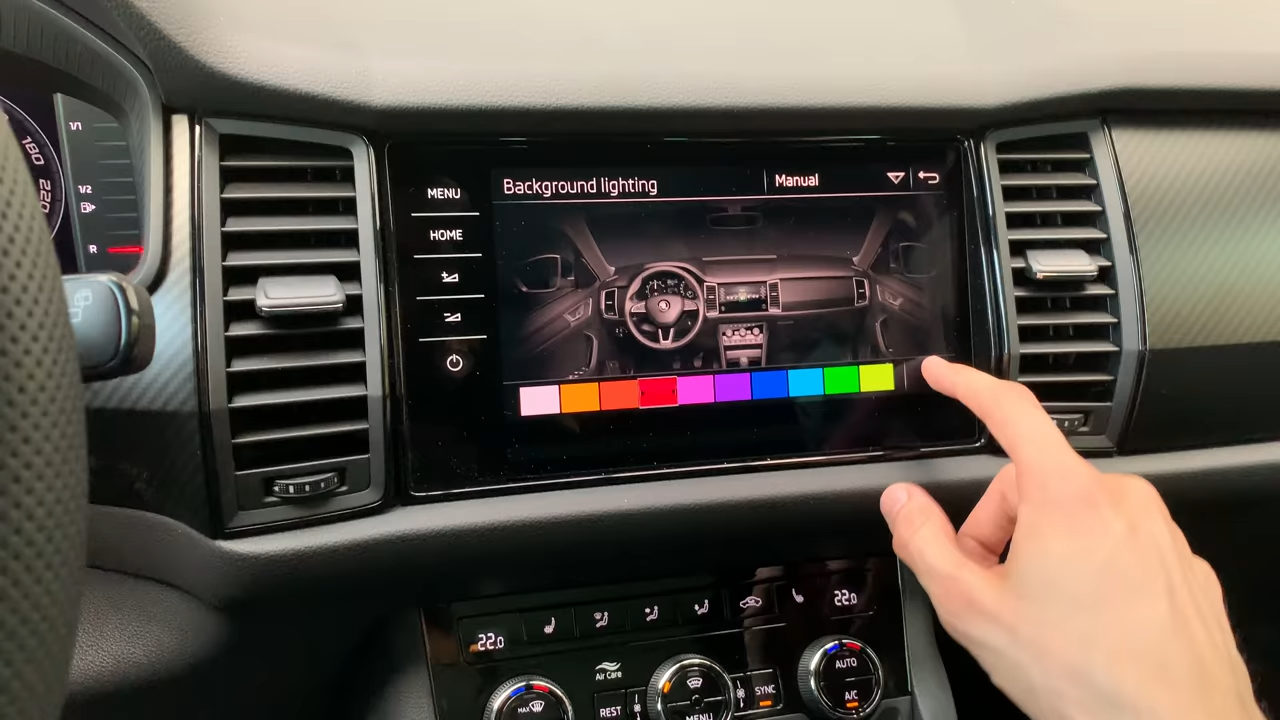 180
220
1/1
1/2
R
MENU
HOME
Background lighting
Manual
22.0
22.0
Air Care
MAX
REST
MENU
SYNC
AUTO
A/C